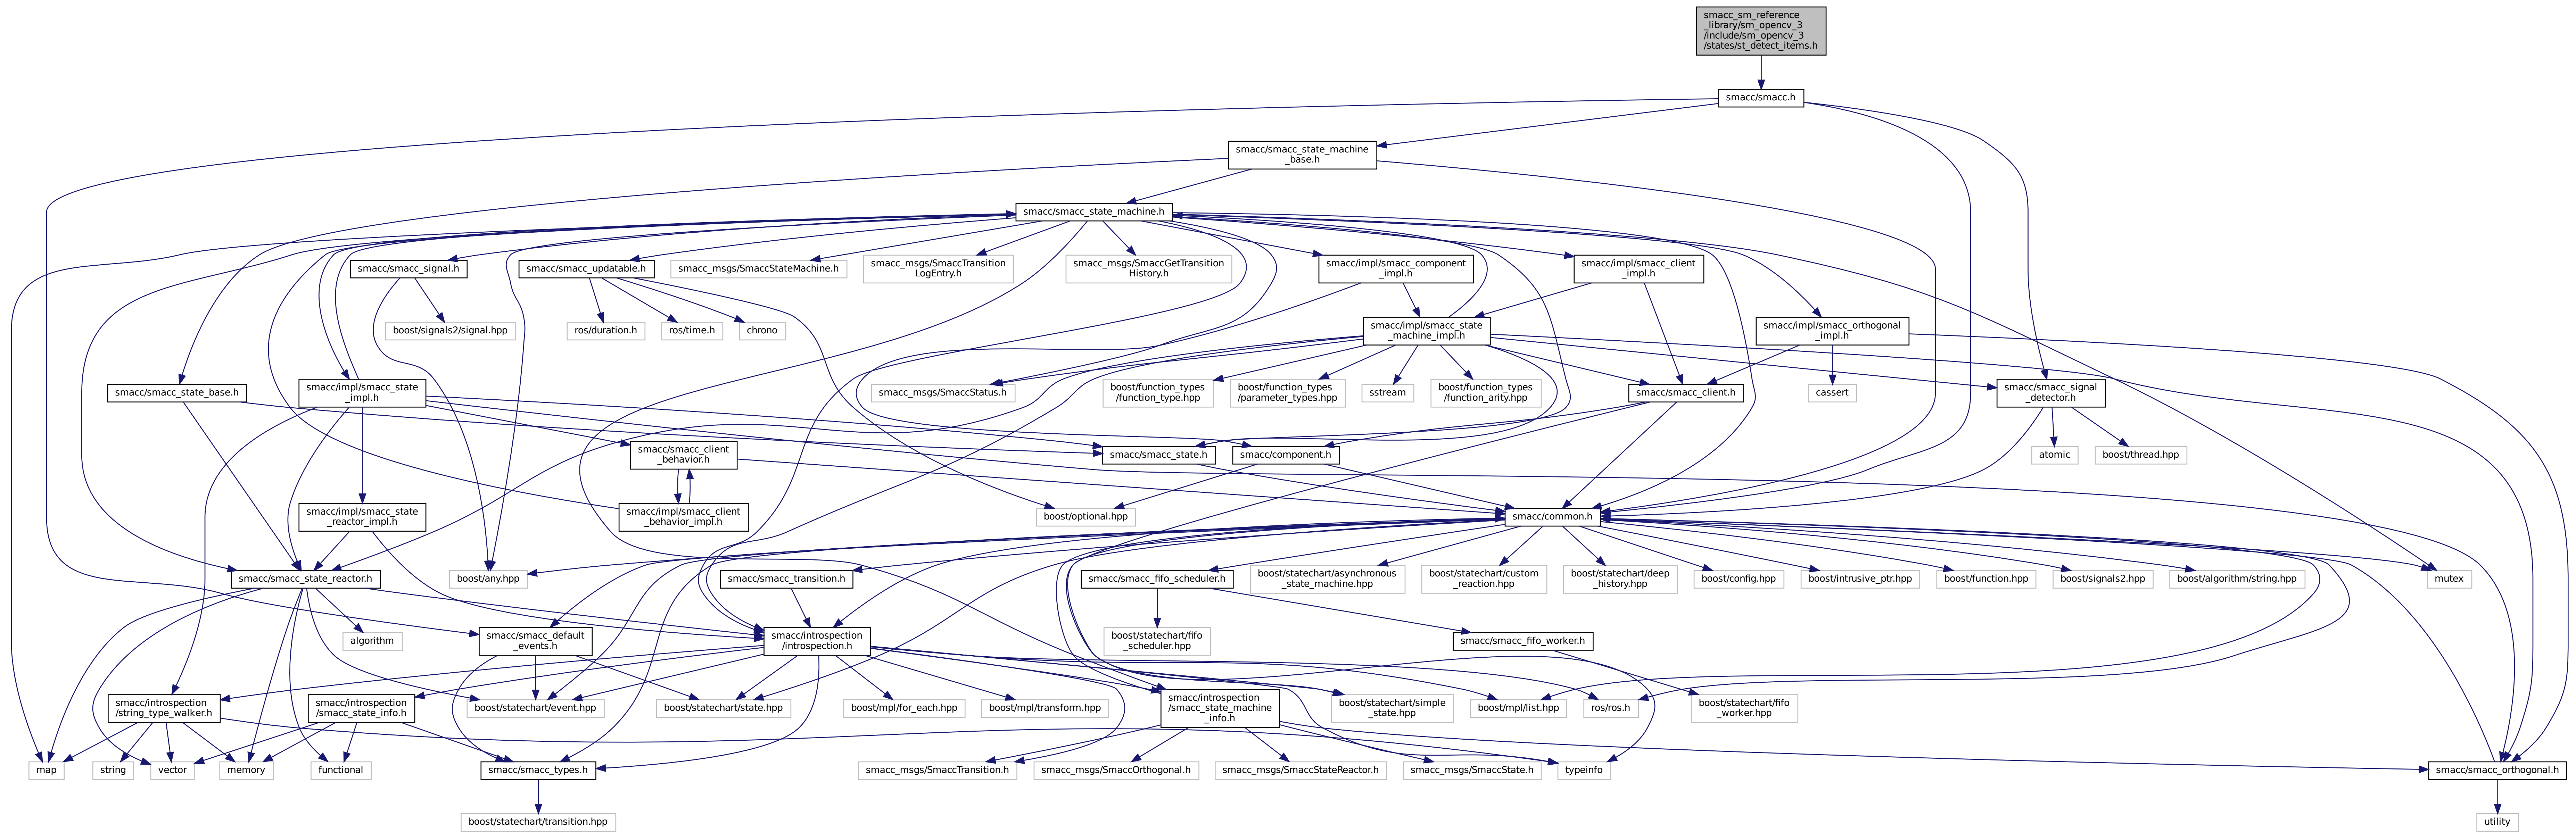 smacc_sm_reference
_library/sm_opencv_3
/include/sm_opencv_3
/states/st_detect_items.h
smacc/smacc.h
smacc/smacc_state_machine
_base.h
smacc/smacc_state_machine.h
smacc/smacc_signal.h
smacc/smacc_updatable.h
smacc_msgs/SmaccStateMachine.h
smacc_msgs/SmaccTransition
LogEntry.h
smacc_msgs/SmaccGetTransition
History.h
smacc/impl/smacc_component
_impl.h
smacc/impl/smacc_client
_impl.h
boost/signals2/signal.hpp
ros/duration.h
ros/time.h
chrono
smacc/impl/smacc_state
_machine_impl.h
smacc/impl/smacc_orthogonal
_impl.h
smacc/smacc_state_base.h
smacc/impl/smacc_state
_impl.h
smacc_msgs/SmaccStatus.h
boost/function_types
/function_type.hpp
boost/function_types
/parameter_types.hpp
sstream
boost/function_types
/function_arity.hpp
smacc/smacc_client.h
cassert
smacc/smacc_signal
_detector.h
smacc/smacc_client
_behavior.h
smacc/smacc_state.h
smacc/component.h
atomic
boost/thread.hpp
smacc/impl/smacc_state
_reactor_impl.h
smacc/impl/smacc_client
_behavior_impl.h
boost/optional.hpp
smacc/common.h
smacc/smacc_state_reactor.h
boost/any.hpp
smacc/smacc_transition.h
smacc/smacc_fifo_scheduler.h
boost/statechart/asynchronous
_state_machine.hpp
boost/statechart/custom
_reaction.hpp
boost/statechart/deep
_history.hpp
boost/config.hpp
boost/intrusive_ptr.hpp
boost/function.hpp
boost/signals2.hpp
boost/algorithm/string.hpp
mutex
algorithm
smacc/smacc_default
_events.h
smacc/introspection
/introspection.h
boost/statechart/fifo
_scheduler.hpp
smacc/smacc_fifo_worker.h
smacc/introspection
/string_type_walker.h
smacc/introspection
/smacc_state_info.h
boost/statechart/event.hpp
boost/statechart/state.hpp
boost/mpl/for_each.hpp
boost/mpl/transform.hpp
smacc/introspection
/smacc_state_machine
_info.h
boost/statechart/simple
_state.hpp
boost/mpl/list.hpp
ros/ros.h
boost/statechart/fifo
_worker.hpp
map
string
vector
memory
functional
smacc/smacc_types.h
smacc_msgs/SmaccTransition.h
smacc_msgs/SmaccOrthogonal.h
smacc_msgs/SmaccStateReactor.h
smacc_msgs/SmaccState.h
typeinfo
smacc/smacc_orthogonal.h
boost/statechart/transition.hpp
utility